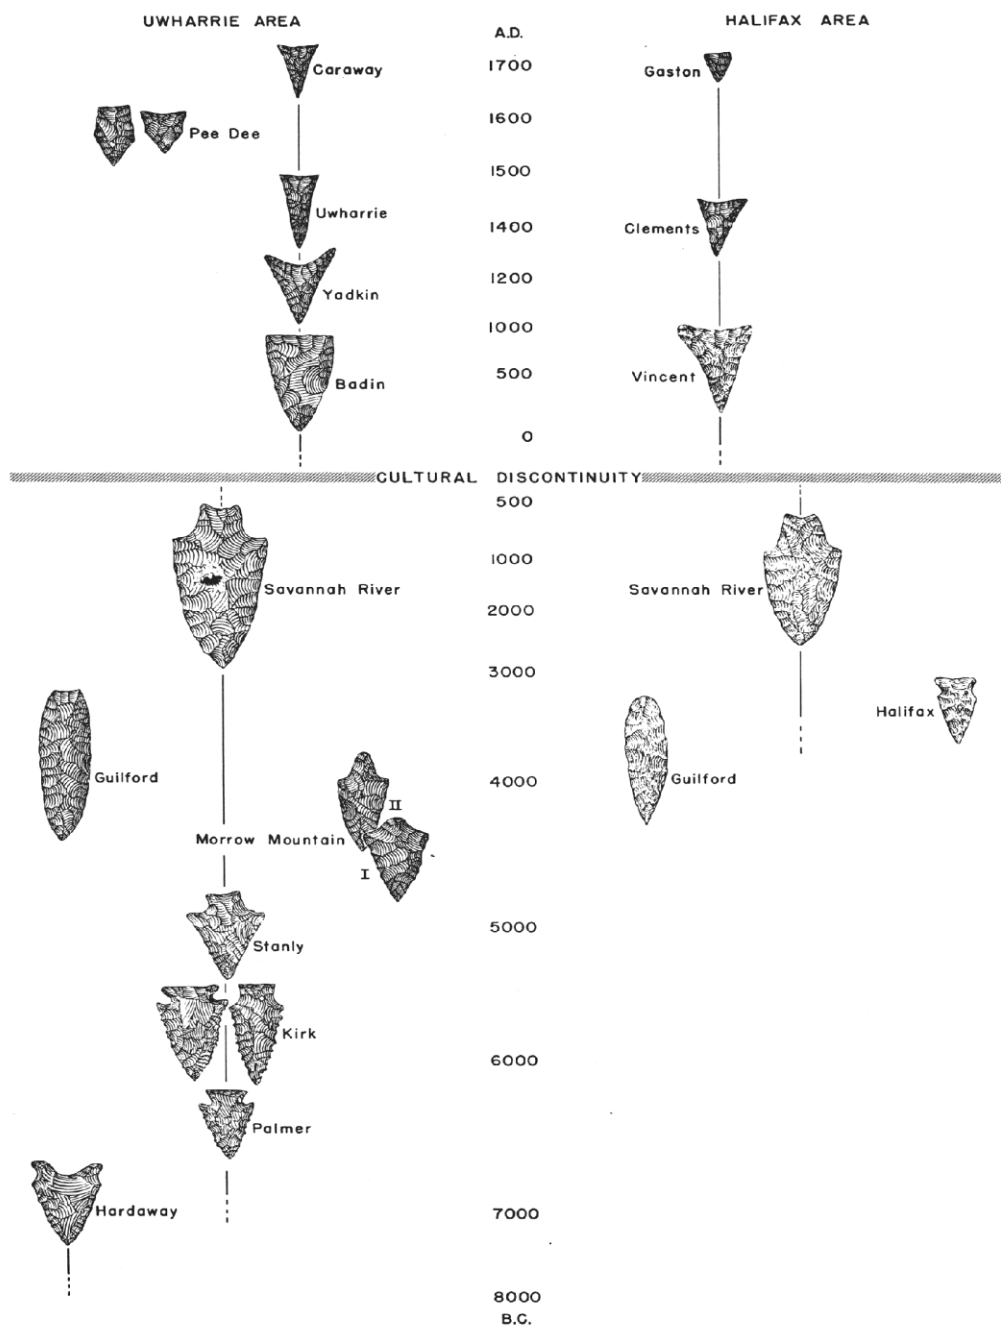 UWHARRIE AREA
HALIFAX AREA
A.D.
Caraway
1700
Gaston
1600
Pee Dee
1500
Uwharrie
1400
Clements
1200
Yadkin
1000
500
Badin
Vincent
0
CULTURAL DISCONTINUITY
500
1000
Savannah River
Savannah River
2000
3000
Halifax
Guilford
4000
Guilford
II
Morrow Mountain
I
5000
Stanly
Kirk
6000
Palmer
Hardaway
7000
8000
B.C.